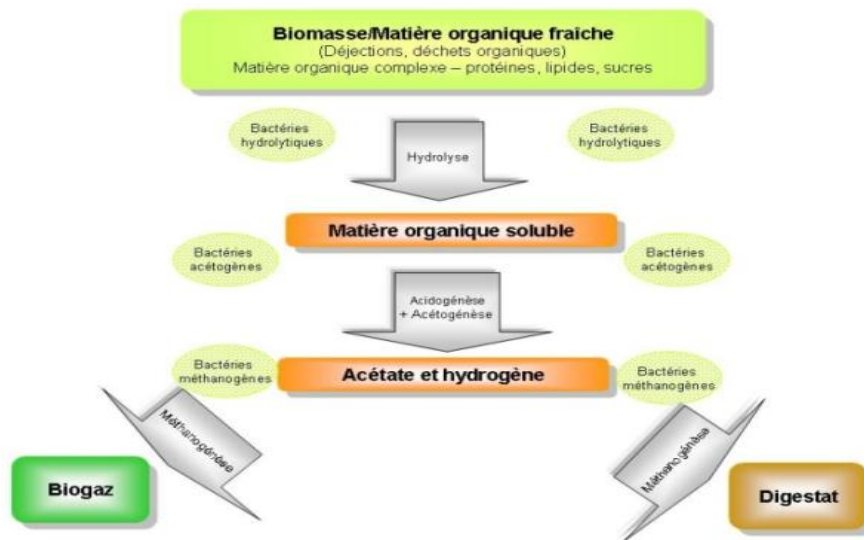 Biomasse/Matière organique fraîche
(Déjections, déchets organiques)
Matière organique complexe – protéines, lipides, sucres
Bactéries
hydrolytiques
Hydrolyse
Bactéries
hydrolytiques
Matière organique soluble
Bactéries
acétogènes
Bactéries
acétogènes
Acidogénèse
+ Acétogénèse
Bactéries
méthanogènes
Acétate et hydrogène
Bactéries
méthanogènes
Méthanogénèse
Méthanogénèse
Biogaz
Digestat